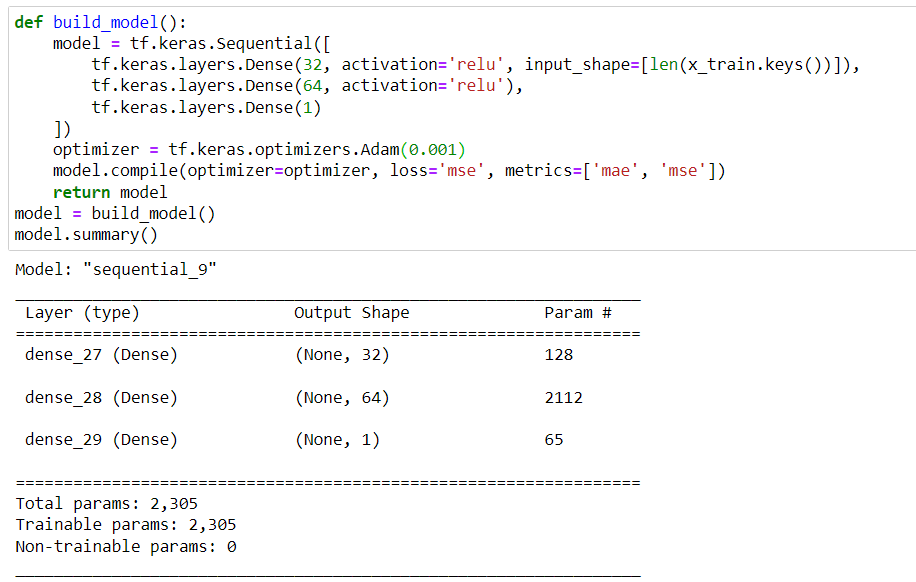 def build_model():
    model = tf.keras.Sequential([
        tf.keras.layers.Dense(32, activation='relu', input_shape=[len(x_train.keys())]),
        tf.keras.layers.Dense(64, activation='relu'),
        tf.keras.layers.Dense(1)
    ])
    optimizer = tf.keras.optimizers.Adam(0.001)
    model.compile(optimizer=optimizer, loss='mse', metrics=['mae', 'mse'])
    return model
model = build_model()
model.summary()
Model: "sequential_9"
_________________________________________________________________
 Layer (type)                Output Shape              Param #
=================================================================
 dense_27 (Dense)            (None, 32)                128
 dense_28 (Dense)            (None, 64)                2112
 dense_29 (Dense)            (None, 1)                 65
=================================================================
Total params: 2,305
Trainable params: 2,305
Non-trainable params: 0
_________________________________________________________________